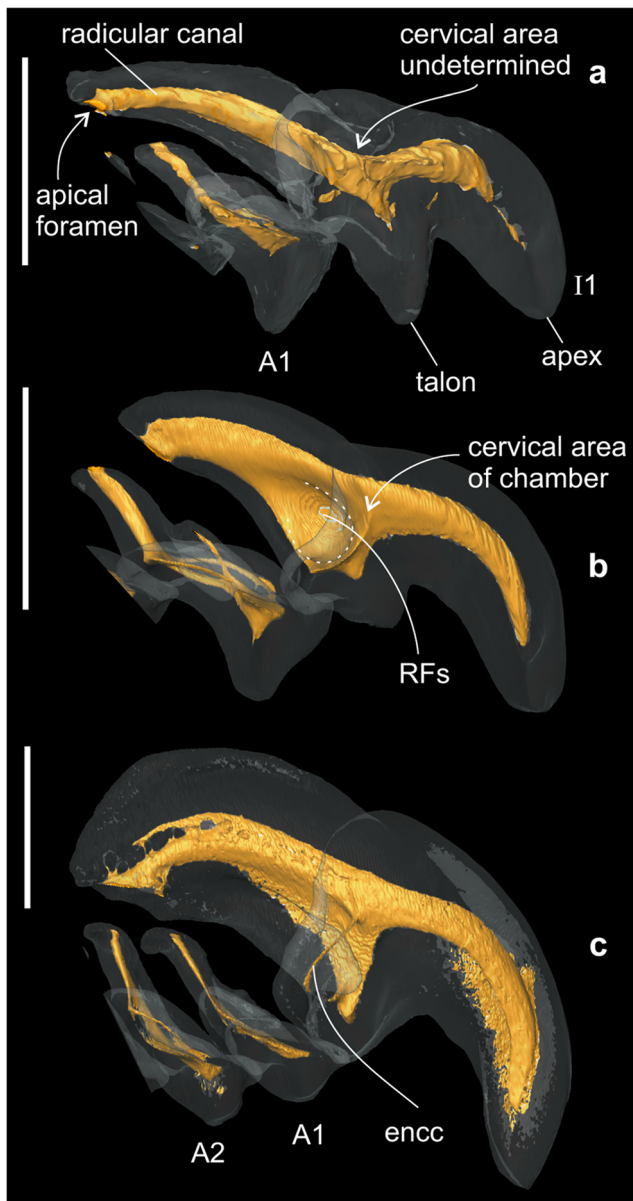 radicular canal
cervical area
undetermined
a
apical
foramen
I1
A1
talon
apex
cervical area
of chamber
b
RFs
c
A2
A1
encc